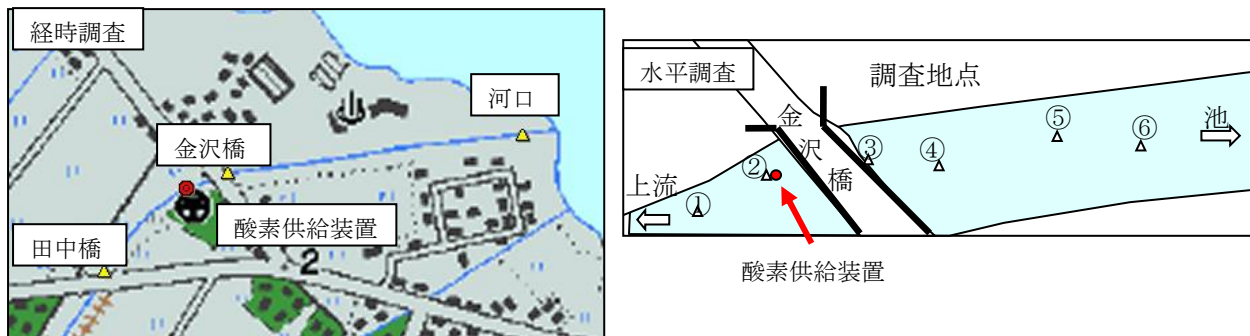 経時調査
河口
金沢橋
酸素供給装置
田中橋
2
水平調査
調査地点
金沢橋
①
②
③
④
⑤
⑥
池
上流
酸素供給装置